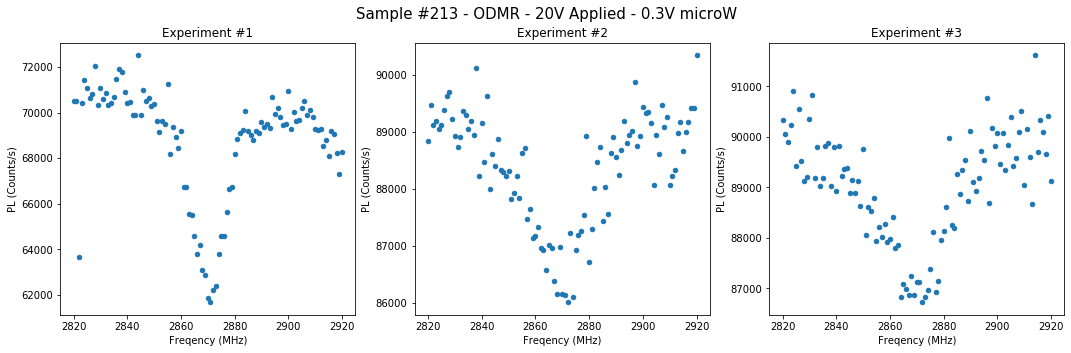 Sample #213 - ODMR - 20V Applied - 0.3V microW
Experiment #1
PL (Counts/s)
72000
70000
68000
66000
64000
62000
2820 2840 2860 2880 2900 2920
Freqency (MHz)
Experiment #2
PL (Counts/s)
90000
89000
88000
87000
86000
2820 2840 2860 2880 2900 2920
Freqency (MHz)
Experiment #3
PL (Counts/s)
91000
90000
89000
88000
87000
2820 2840 2860 2880 2900 2920
Freqency (MHz)